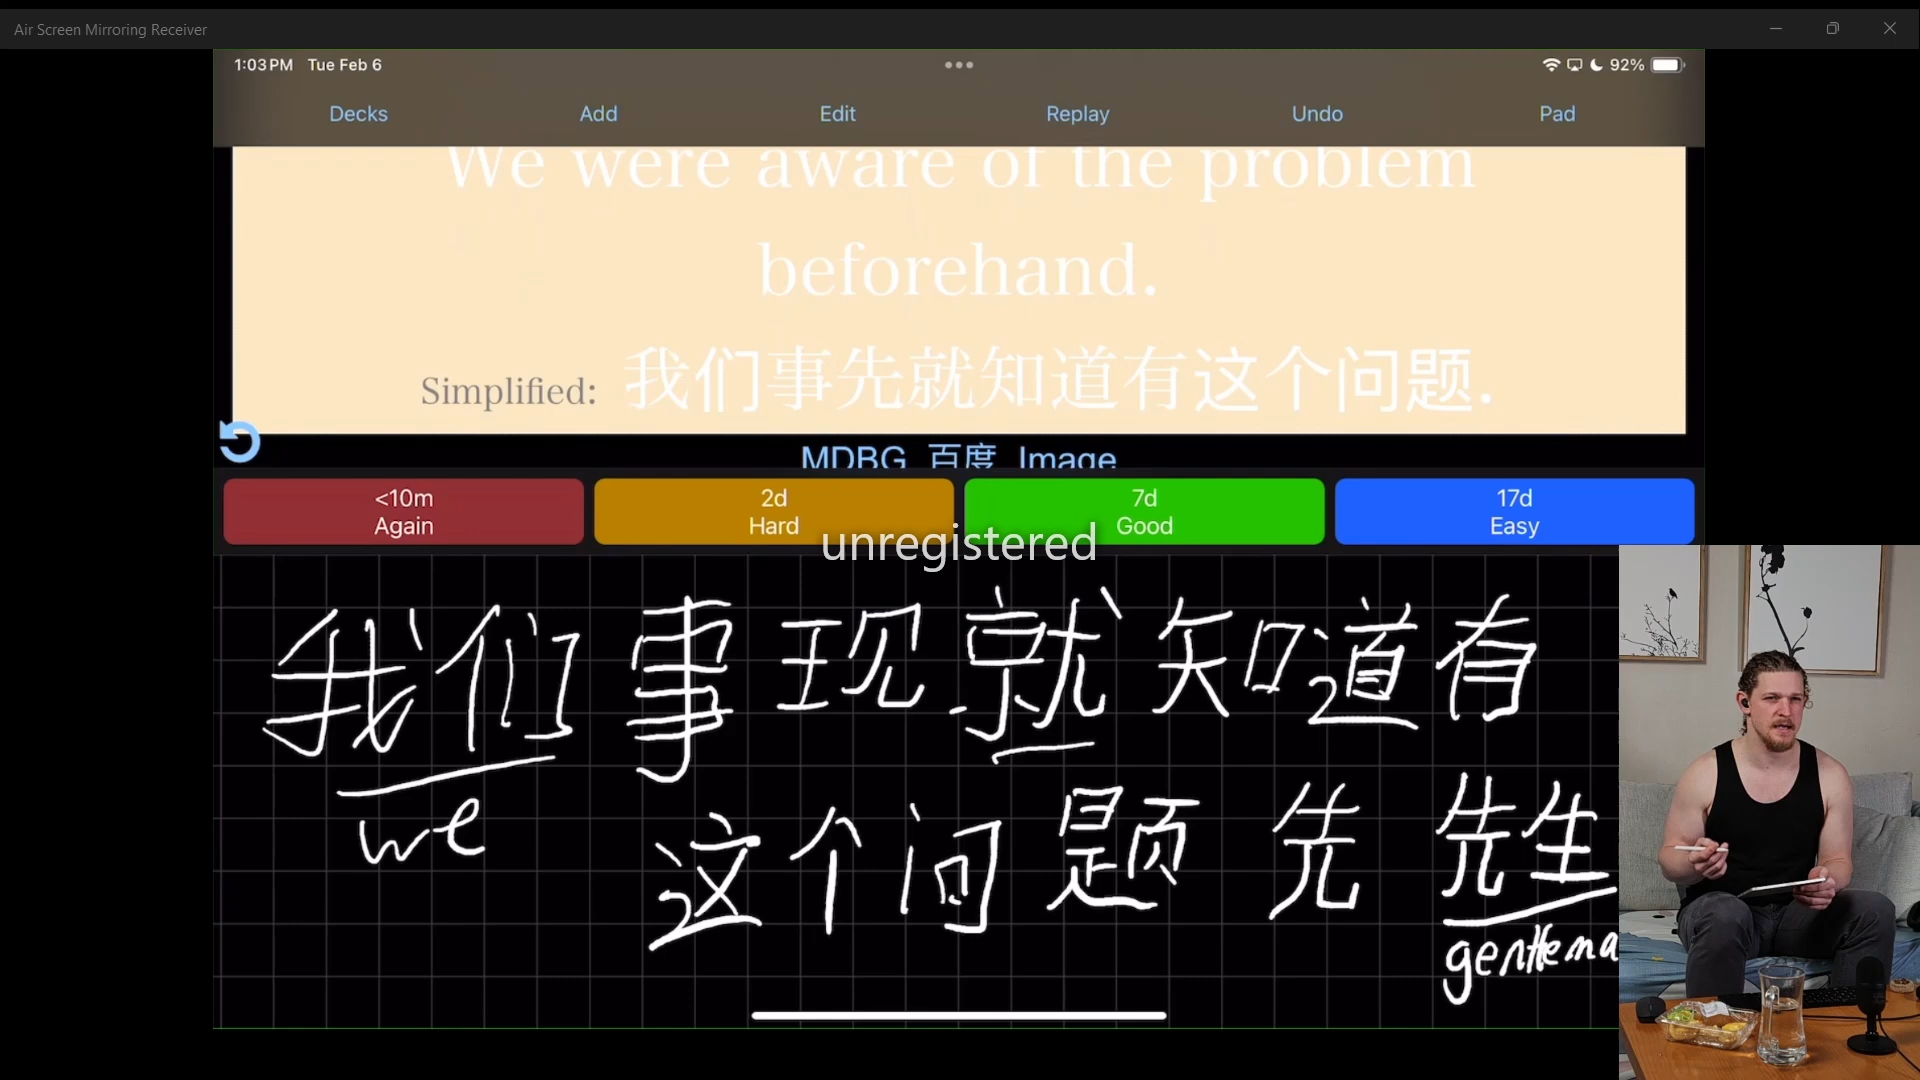 Air Screen Mirroring Receiver
1:03 PM Tue Feb 6
92%
Decks Add Edit Replay Undo Pad
We were aware of the problem
beforehand.
Simplified: 我们事先就知道有这个问题.
MDBG 百度 Image
<10m 2d 7d 17d
Again Hard Good Easy
unregistered
我们事现就知道有
we
这个问题 先 先生
gentlema